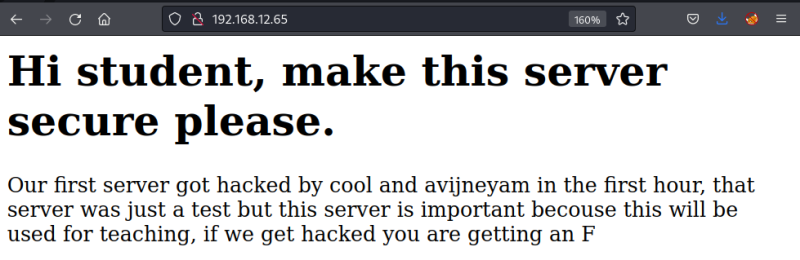 192.168.12.65
160%
Hi student, make this server
secure please.
Our first server got hacked by cool and avijneyam in the first hour, that
server was just a test but this server is important becouse this will be
used for teaching, if we get hacked you are getting an F